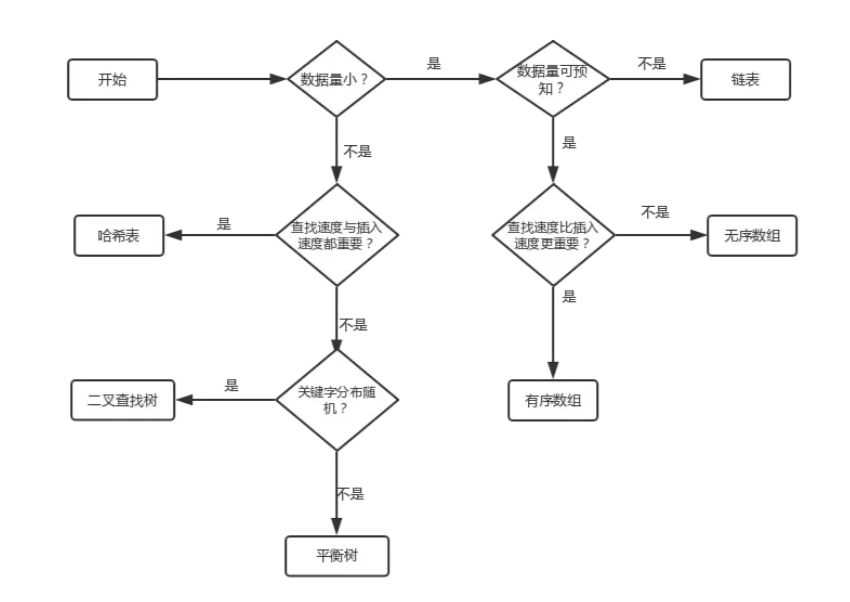 开始
数据量小？
是
数据量可预
知？
不是
链表
不是
是
哈希表
是
查找速度与插入
速度都重要？
查找速度比插入
速度更重要？
不是
无序数组
不是
是
二叉查找树
是
关键字分布随
机？
有序数组
不是
平衡树